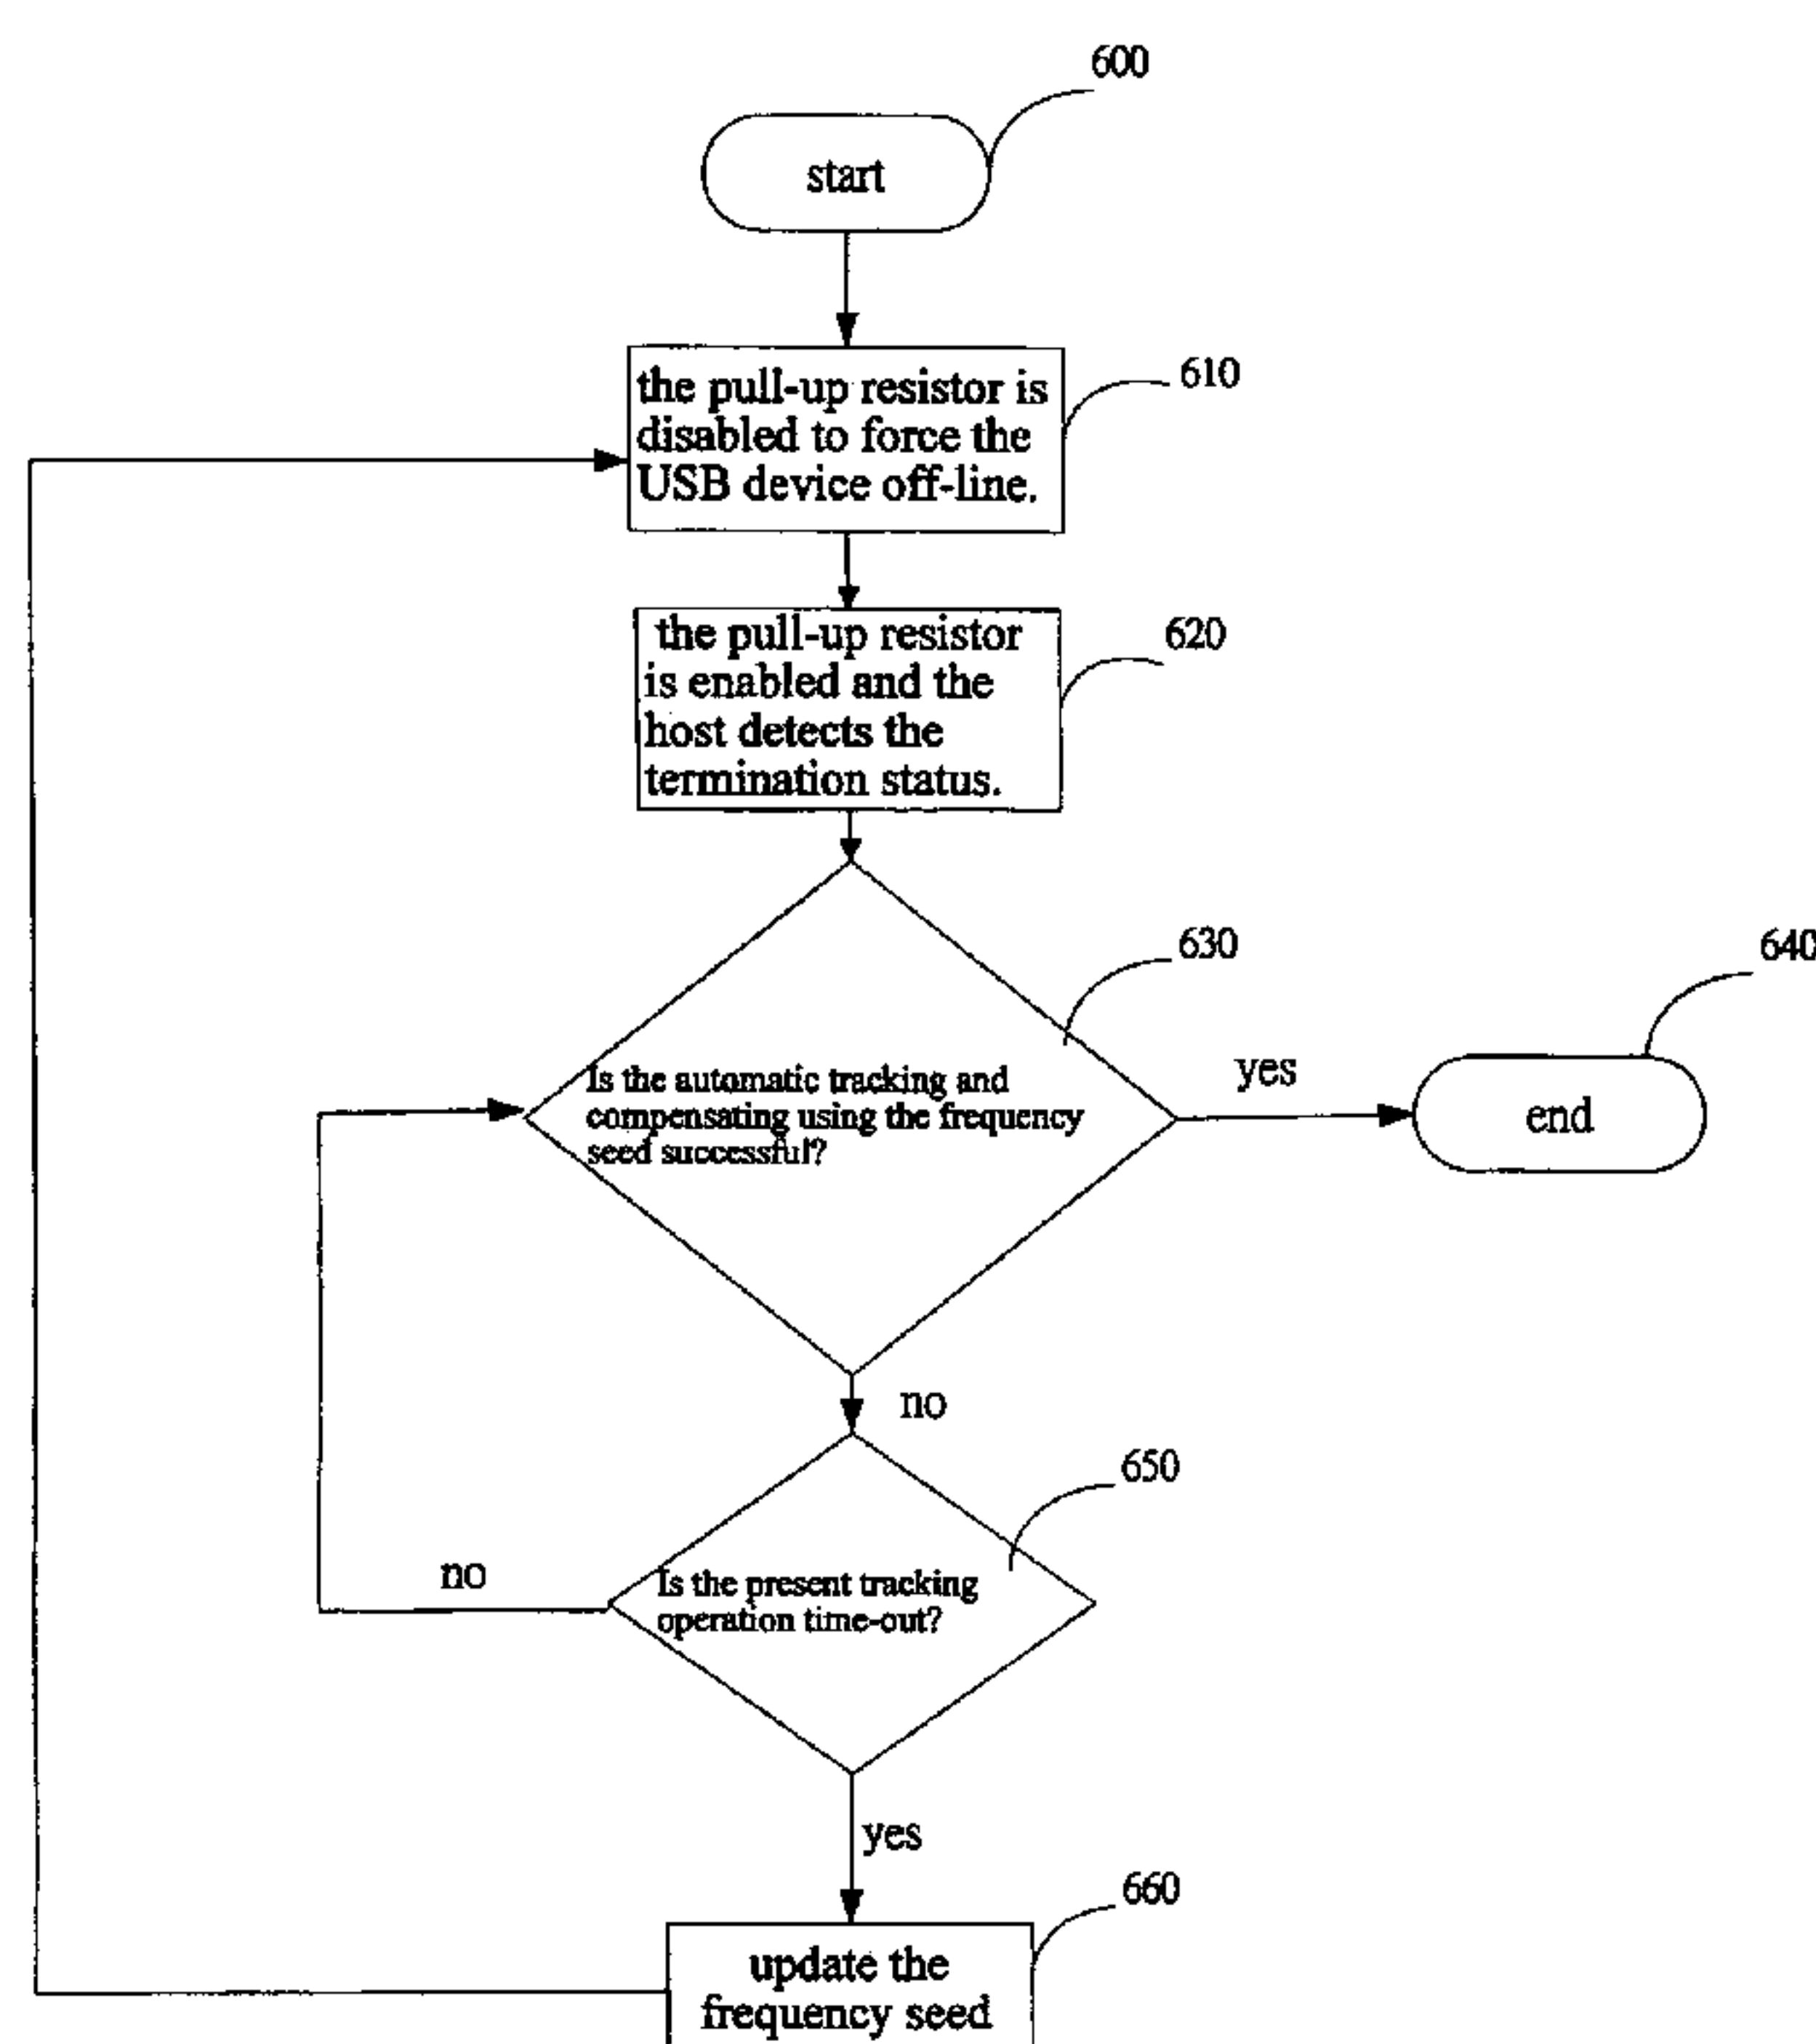 600
start
the pull-up resistor is
disabled to force the
USB device off-line.
610
the pull-up resistor
is enabled and the
host detects the
termination status.
620
630
Is the automatic tracking and
compensating using the frequency
seed successful?
yes
640
end
no
650
Is the present tracking
operation time-out?
no
yes
660
update the
frequency seed